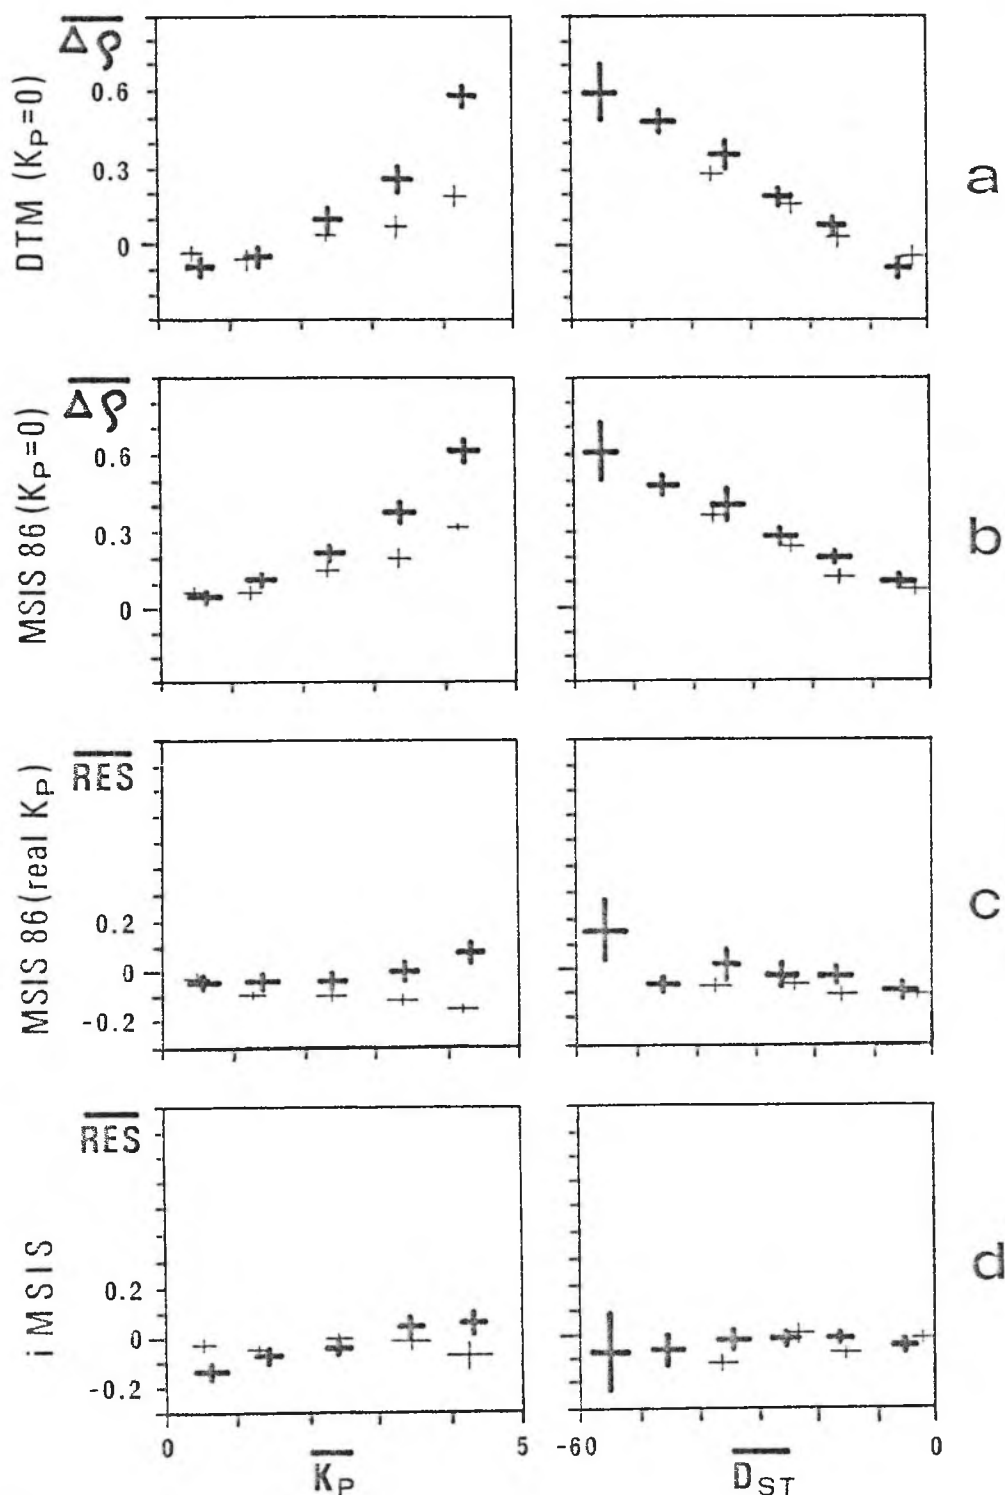 Δρ
DTM (KP=0)
0.6
0.3
0
a
Δρ
MSIS 86 (KP=0)
0.6
0.3
0
b
RES
MSIS 86 (real KP)
0.2
0
-0.2
c
RES
iMSIS
0.2
0
-0.2
d
0
5
-60
0
KP
DST